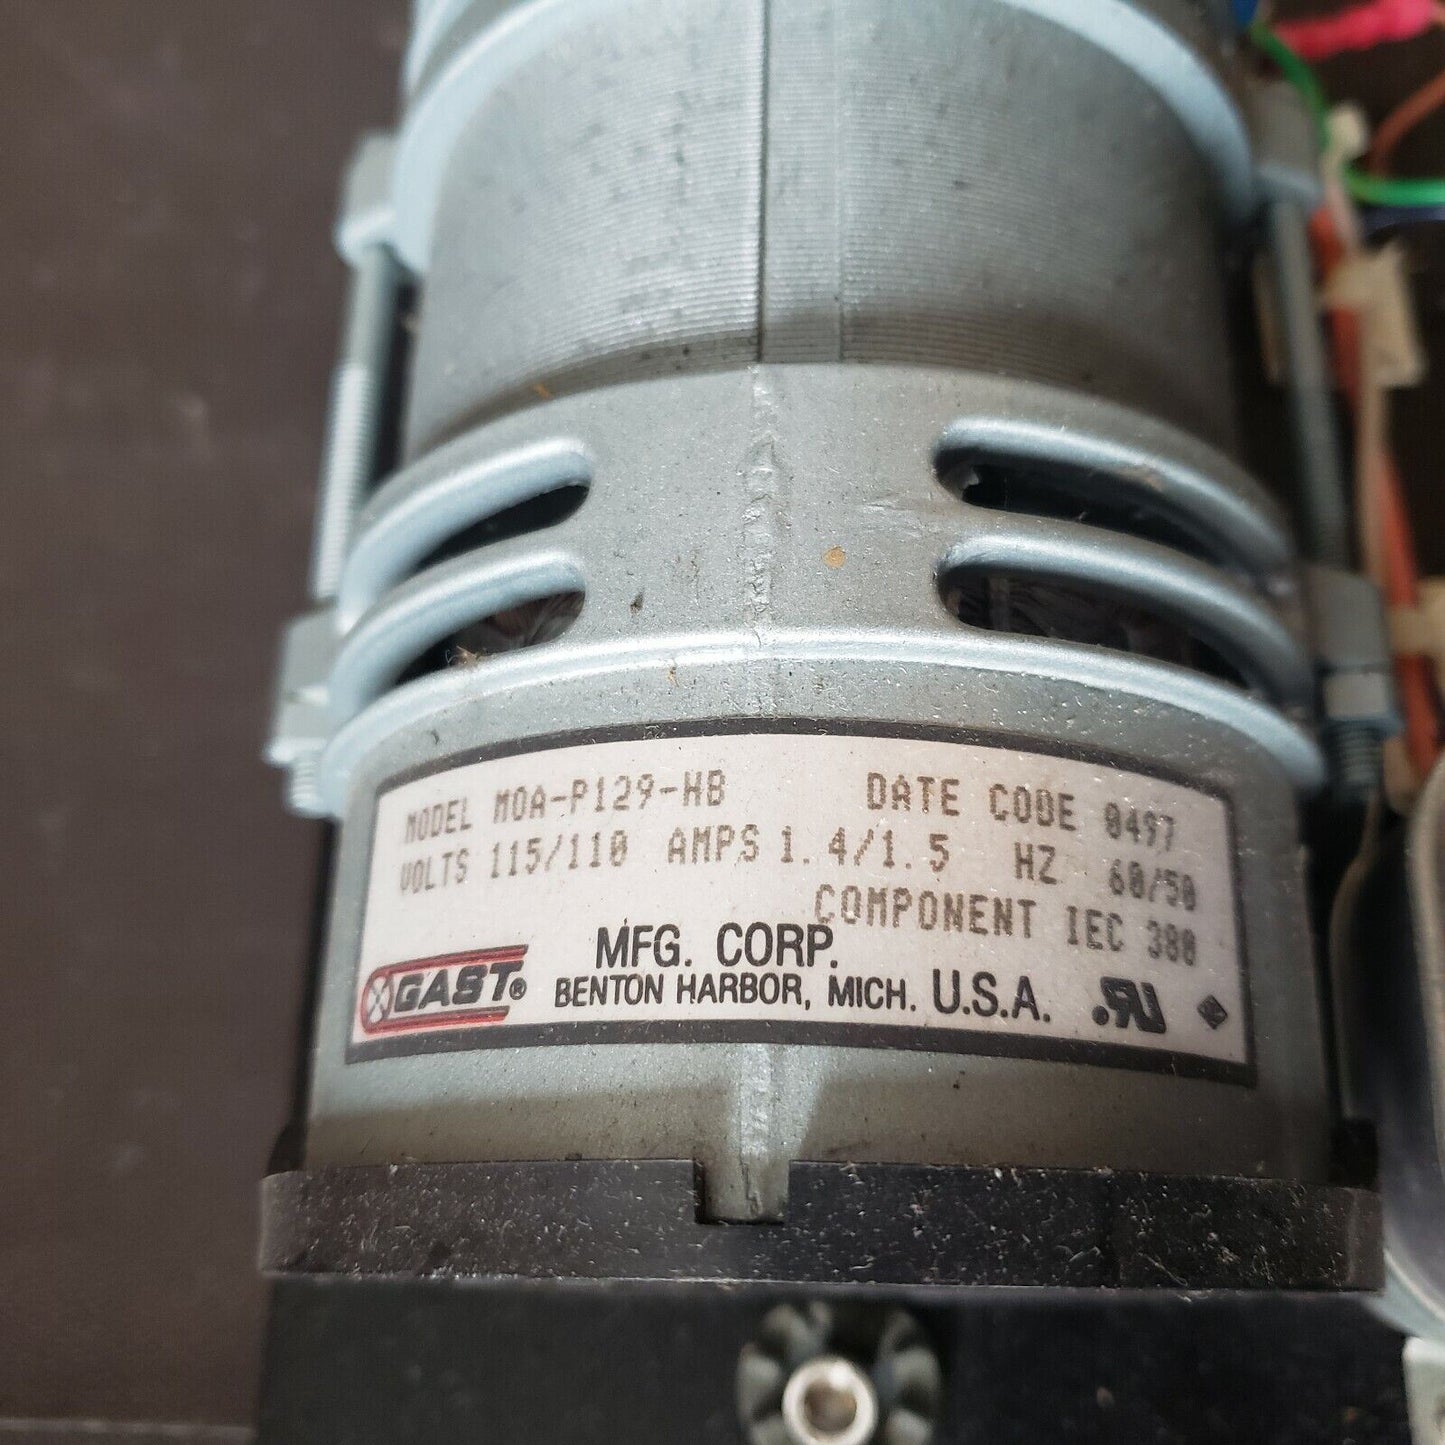 MODEL MOA-P129-HB DATE CODE 0497
VOLTS 115/110 AMPS 1.4/1.5 HZ 60/50
COMPONENT IEC 380
MFG. CORP.
GAST® BENTON HARBOR, MICH. U.S.A.